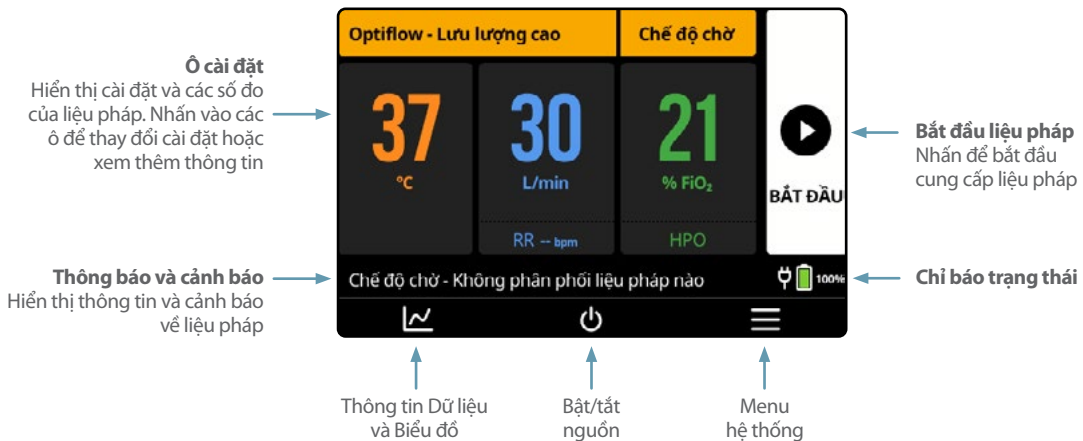 Optiflow - Lưu lượng cao
Chế độ chờ
Ô cài đặt
Hiển thị cài đặt và các số đo
của liệu pháp. Nhấn vào các
ô để thay đổi cài đặt hoặc
xem thêm thông tin
37
°C
30
L/min
RR -- bpm
21
% FiO₂
HPO
BẮT ĐẦU
Bắt đầu liệu pháp
Nhấn để bắt đầu
cung cấp liệu pháp
Thông báo và cảnh báo
Hiển thị thông tin và cảnh báo
về liệu pháp
Chế độ chờ - Không phân phối liệu pháp nào
100%
Chỉ báo trạng thái
Thông tin Dữ liệu
và Biểu đồ
Bật/tắt
nguồn
Menu
hệ thống